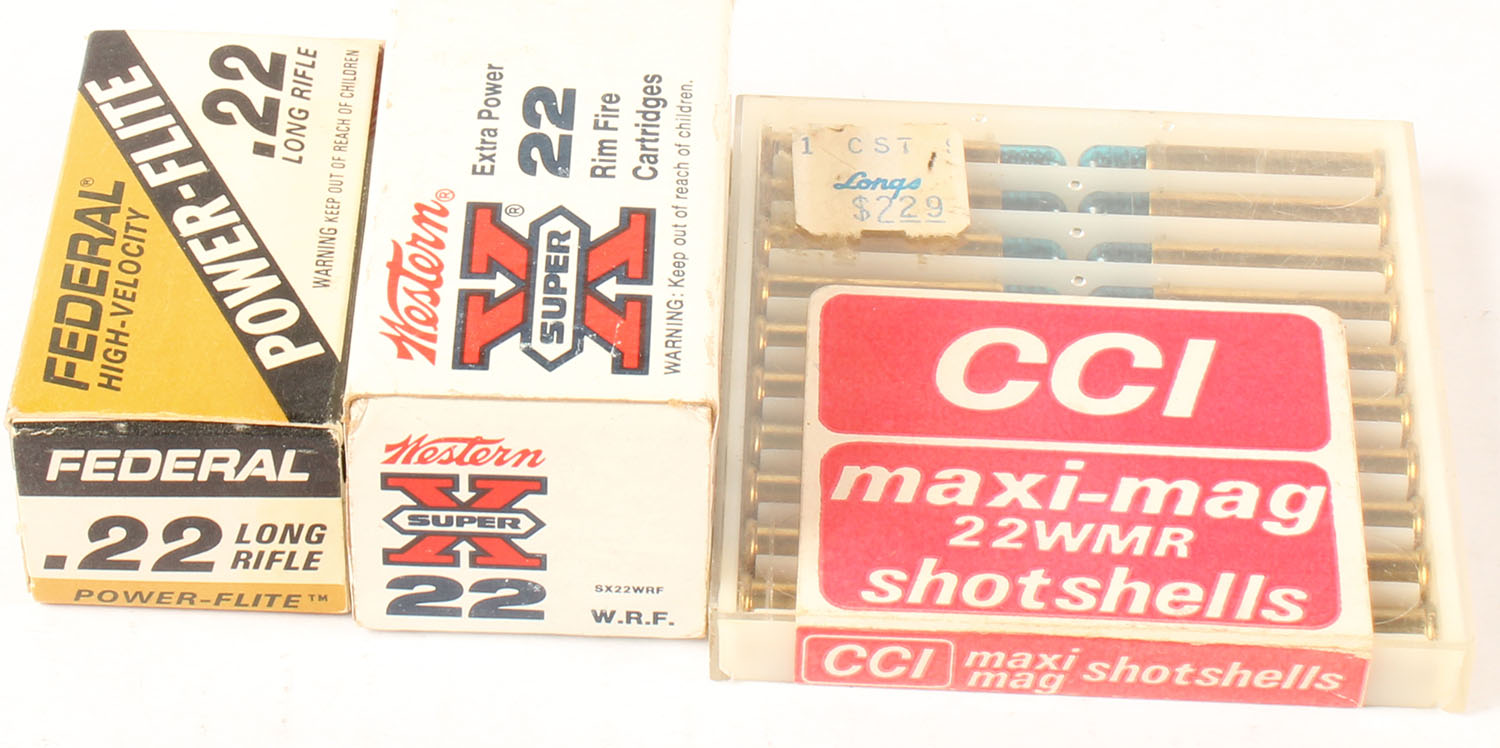 FEDERAL®
HIGH-VELOCITY
POWER-FLITE
.22
LONG RIFLE
WARNING KEEP OUT OF REACH OF CHILDREN
FEDERAL
.22 LONG
RIFLE
POWER-FLITE™
Western®
Extra Power
22
Rim Fire
Cartridges
SUPER X®
WARNING: Keep out of reach of children.
Western
SUPER X
22
SX22WRF
W.R.F.
1 CST
Longs
$229
CCI
maxi-mag
22WMR
shotshells
CCI maxi mag shotshells